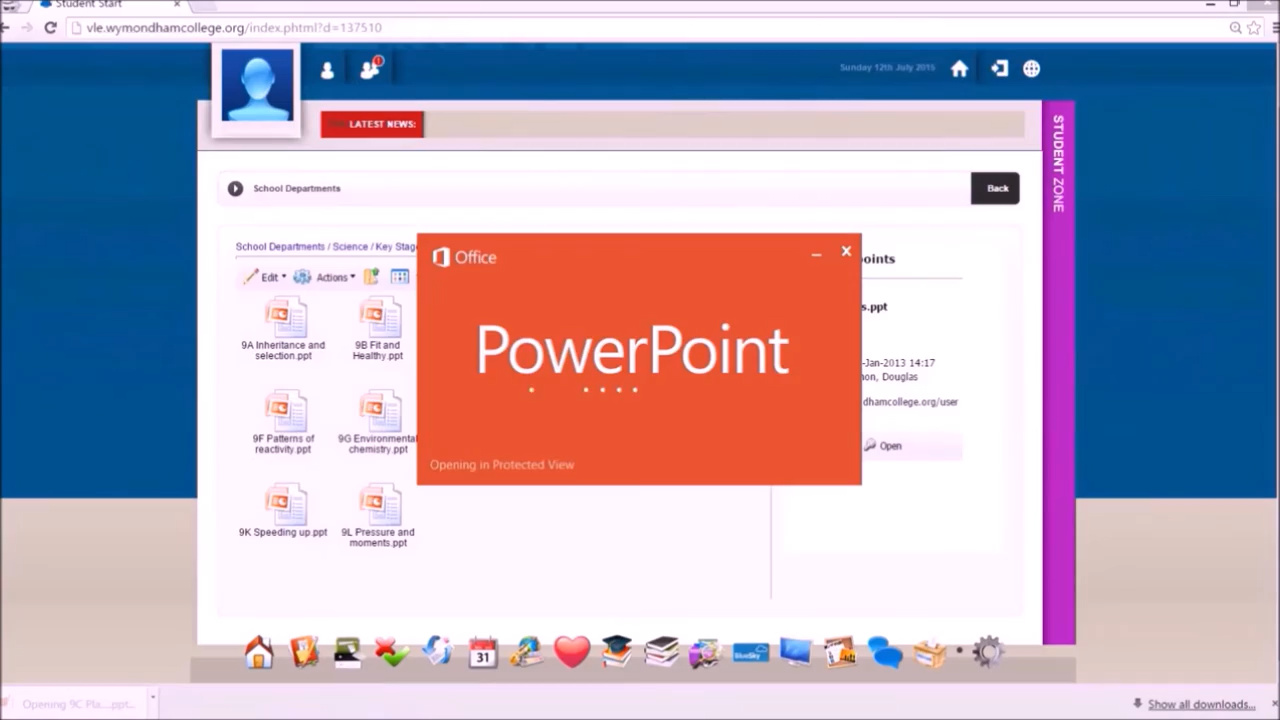 Student Start
vle.wymondhamcollege.org/index.phtml?d=137510
Sunday 12th July 2015
LATEST NEWS:
STUDENT ZONE
School Departments
Back
School Departments / Science / Key Stag
Edit
Actions
Office
PowerPoint
Opening in Protected View
oints
s.ppt
-Jan-2013 14:17
on, Douglas
dhamcollege.org/user
Open
9A Inheritance and
selection.ppt
9B Fit and
Healthy.ppt
9F Patterns of
reactivity.ppt
9G Environmental
chemistry.ppt
9K Speeding up.ppt
9L Pressure and
moments.ppt
31
BlueSky
Opening 9C Pla....ppt...
Show all downloads...